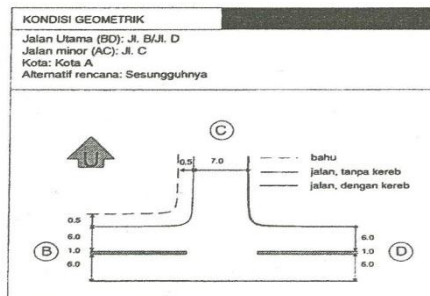 KONDISI GEOMETRIK
Jalan Utama (BD): Jl. B/Jl. D
Jalan minor (AC): Jl. C
Kota: Kota A
Alternatif rencana: Sesungguhnya
C
U
0.5
7.0
bahu
jalan, tanpa kereb
jalan, dengan kereb
0.5
6.0
6.0
B
1.0
1.0
D
6.0
6.0